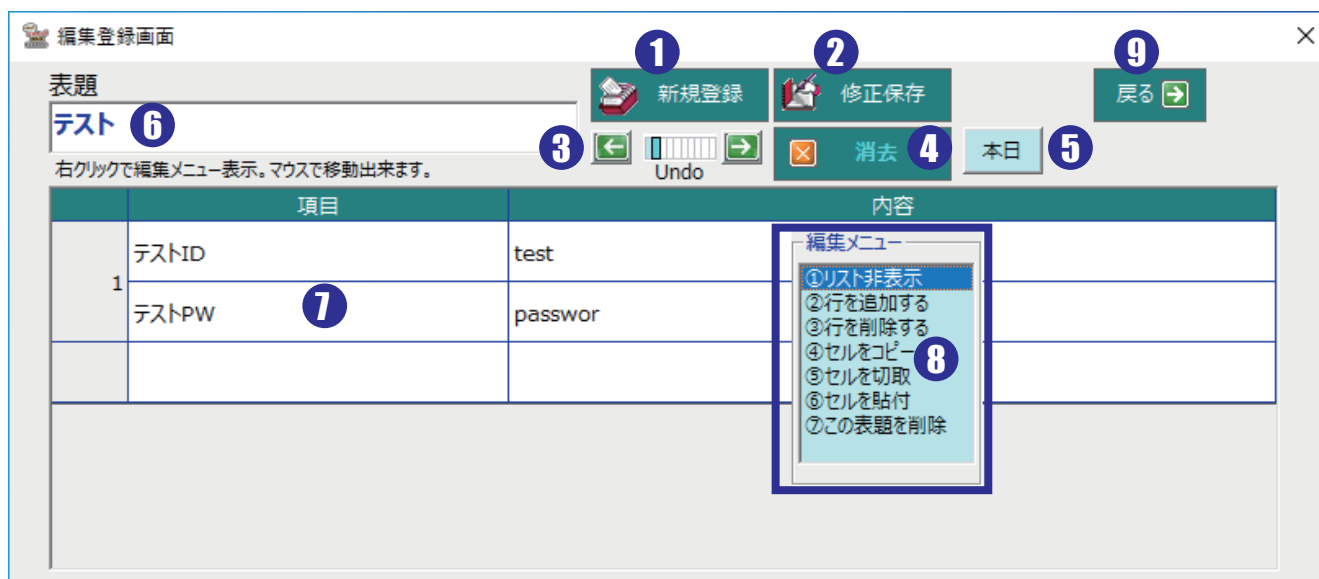 編集登録画面
1 2 9
表題
新規登録 修正保存 戻る
テスト 6
3 消去 4 本日 5
Undo
右クリックで編集メニュー表示。マウスで移動出来ます。
項目 内容
1
テストID test
テストPW 7 passwor
編集メニュー
①リスト非表示
②行を追加する
③行を削除する
④セルをコピー
⑤セルを切取
⑥セルを貼付
⑦この表題を削除
8